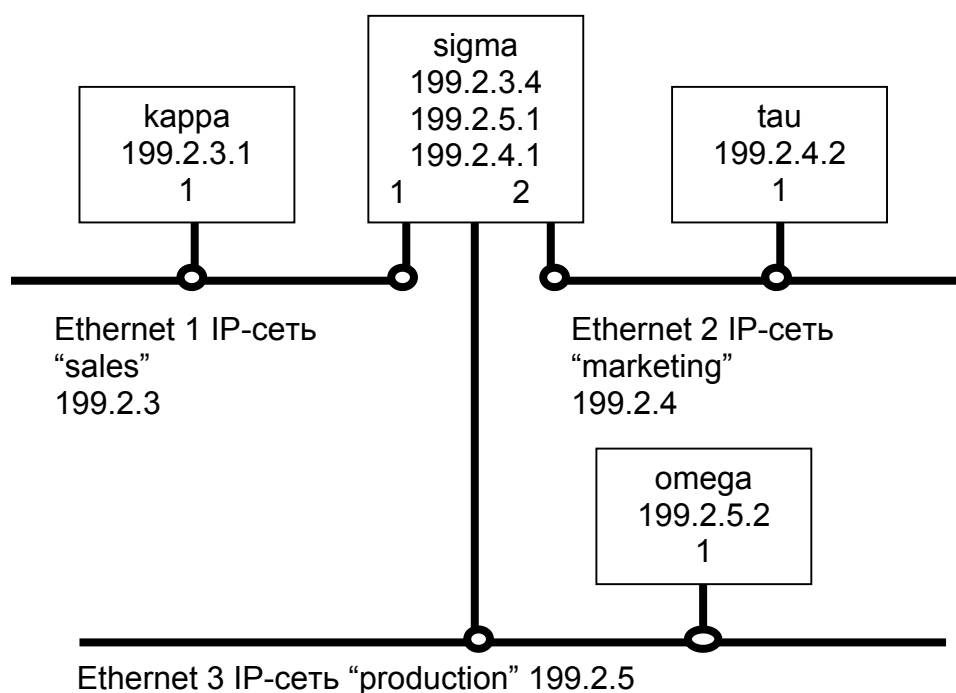 sigma
199.2.3.4
199.2.5.1
199.2.4.1
1 2
kappa
199.2.3.1
1
tau
199.2.4.2
1
Ethernet 1 IP-сеть
“sales”
199.2.3
Ethernet 2 IP-сеть
“marketing”
199.2.4
omega
199.2.5.2
1
Ethernet 3 IP-сеть “production” 199.2.5